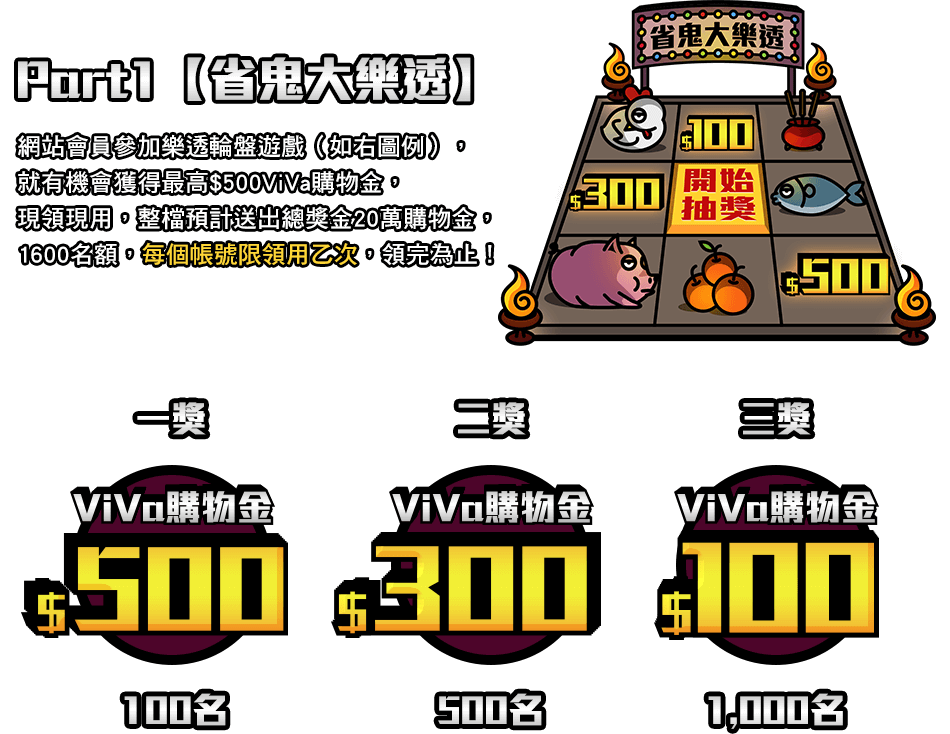 省鬼大樂透
Part1【省鬼大樂透】
網站會員參加樂透輪盤遊戲（如右圖例），
就有機會獲得最高$500ViVa購物金，
現領現用，整檔預計送出總獎金20萬購物金，
1600名額，每個帳號限領用乙次，領完為止！
$100
$300
開始
抽獎
$500
一獎
二獎
三獎
ViVa購物金
ViVa購物金
ViVa購物金
$500
$300
$100
100名
500名
1,000名